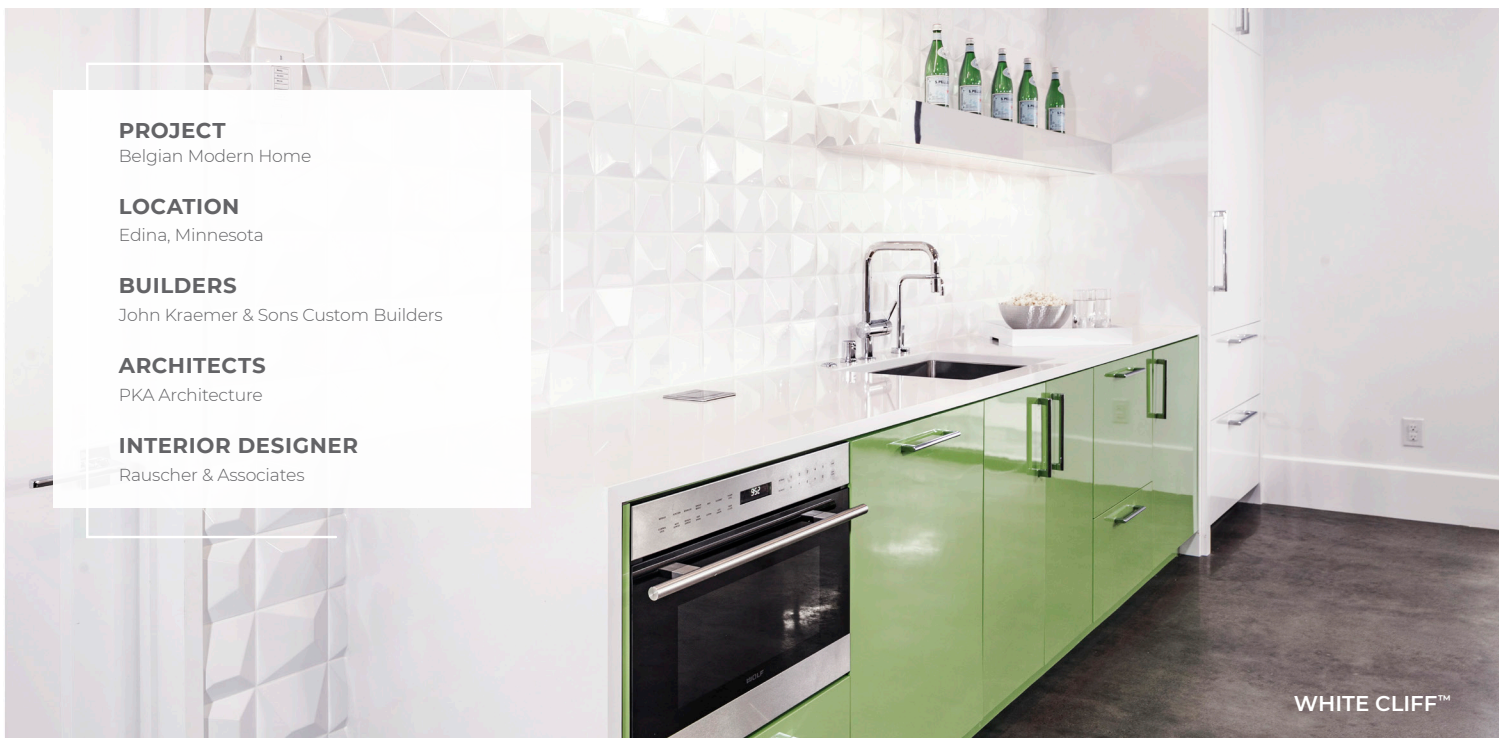 PROJECT
Belgian Modern Home
LOCATION
Edina, Minnesota
BUILDERS
John Kraemer & Sons Custom Builders
ARCHITECTS
PKA Architecture
INTERIOR DESIGNER
Rauscher & Associates
WOLF
WHITE CLIFF™